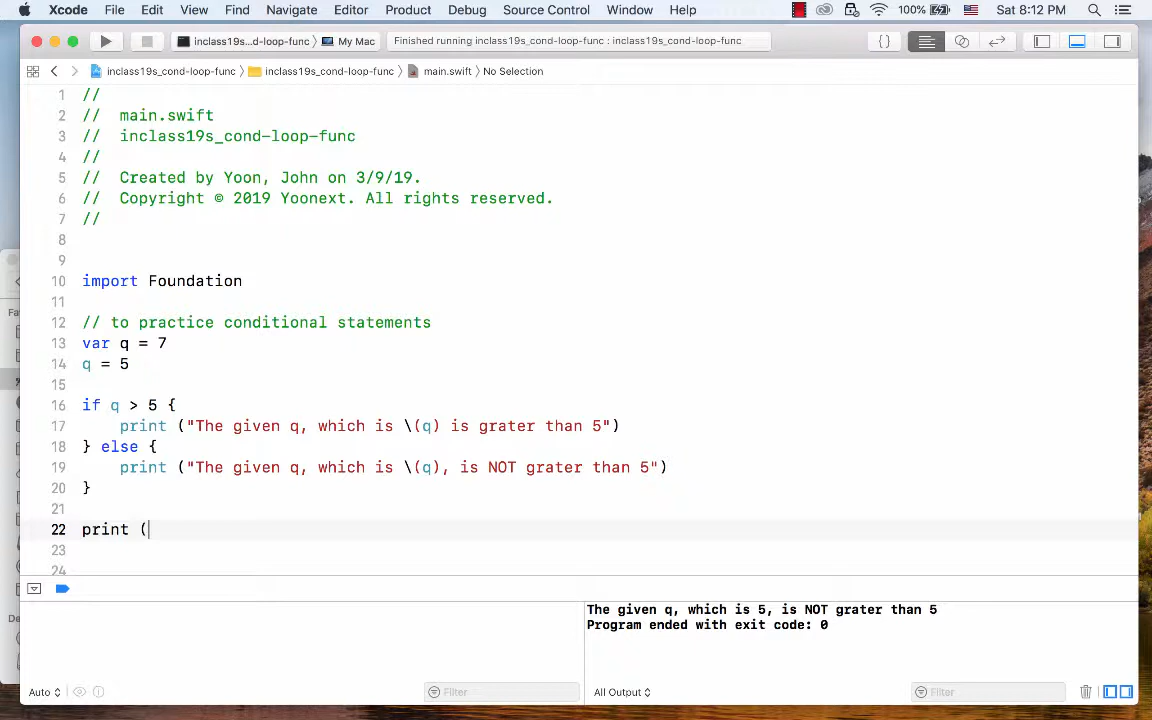 Xcode File Edit View Find Navigate Editor Product Debug Source Control Window Help 100% Sat 8:12 PM
inclass19s...d-loop-func 〉 My Mac Finished running inclass19s_cond-loop-func : inclass19s_cond-loop-func {}
inclass19s_cond-loop-func 〉 inclass19s_cond-loop-func 〉 main.swift 〉 No Selection
1 //
2 // main.swift
3 // inclass19s_cond-loop-func
4 //
5 // Created by Yoon, John on 3/9/19.
6 // Copyright © 2019 Yoonext. All rights reserved.
7 //
8
9
10 import Foundation
11
12 // to practice conditional statements
13 var q = 7
14 q = 5
15
16 if q > 5 {
17 print ("The given q, which is \(q) is grater than 5")
18 } else {
19 print ("The given q, which is \(q), is NOT grater than 5")
20 }
21
22 print (
23
24
The given q, which is 5, is NOT grater than 5
Program ended with exit code: 0
Auto Filter All Output Filter
Fa
De